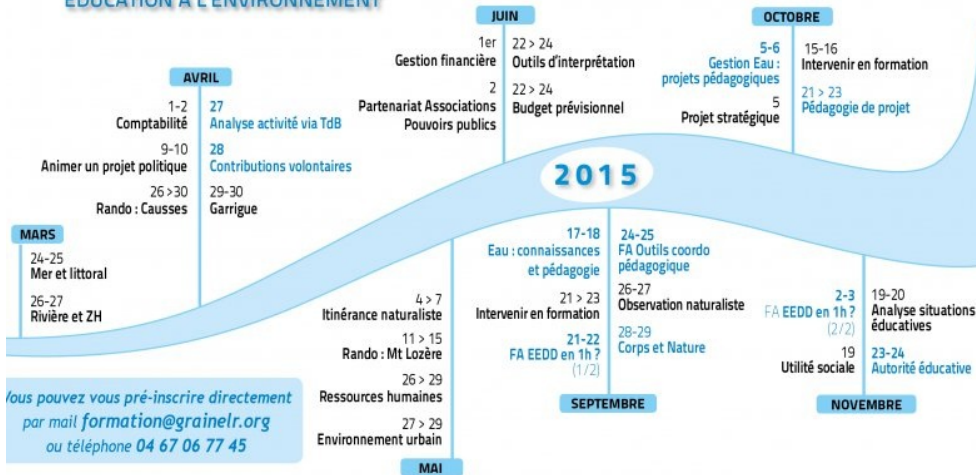 ÉDUCATION À L'ENVIRONNEMENT
MARS
24-25
Mer et littoral
26-27
Rivière et ZH
AVRIL
1-2
Comptabilité
9-10
Animer un projet politique
26 >30
Rando : Causses
27
Analyse activité via TdB
28
Contributions volontaires
29-30
Garrigue
MAI
4 > 7
Itinérance naturaliste
11 > 15
Rando : Mt Lozère
26 > 29
Ressources humaines
27 > 29
Environnement urbain
JUIN
1er
Gestion financière
2
Partenariat Associations
Pouvoirs publics
22 > 24
Outils d'interprétation
22 > 24
Budget prévisionnel
2015
SEPTEMBRE
17-18
Eau : connaissances
et pédagogie
21 > 23
Intervenir en formation
21-22
FA EEDD en 1h ?
(1/2)
24-25
FA Outils coordo
pédagogique
26-27
Observation naturaliste
28-29
Corps et Nature
OCTOBRE
5-6
Gestion Eau :
projets pédagogiques
5
Projet stratégique
15-16
Intervenir en formation
21 > 23
Pédagogie de projet
NOVEMBRE
2-3
FA EEDD en 1h ?
(2/2)
19
Utilité sociale
19-20
Analyse situations
éducatives
23-24
Autorité éducative
Vous pouvez vous pré-inscrire directement
par mail formation@grainelr.org
ou téléphone 04 67 06 77 45